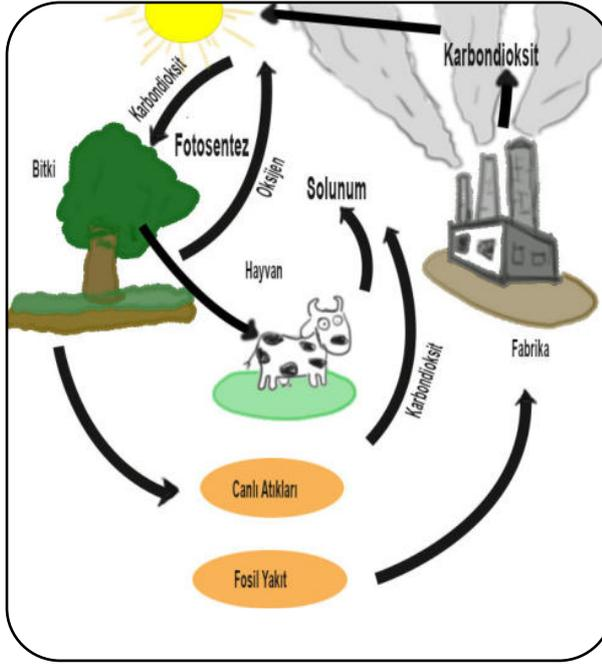 Karbondioksit
Karbondioksit
Fotosentez
Bitki
Oksijen
Solunum
Hayvan
Fabrika
Karbondioksit
Canlı Atıkları
Fosil Yakıt